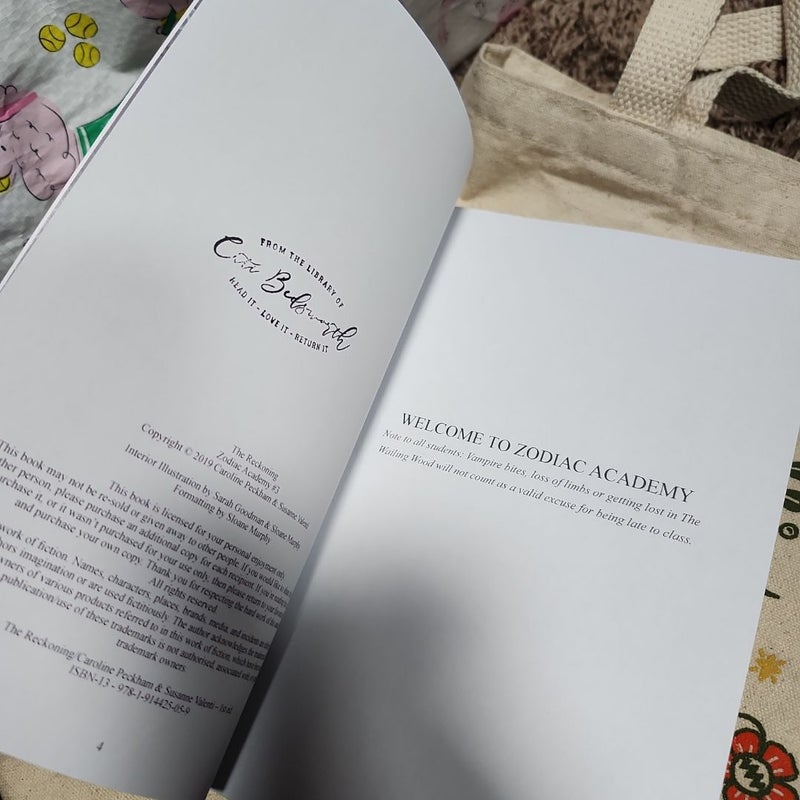 FROM THE LIBRARY OF
Bedsworth
READ IT - LOVE IT - RETURN IT
The Reckoning
Zodiac Academy #3
Copyright © 2019 Caroline Peckham & Susanne Valenti
Interior Illustration by Sarah Goodman & Sloane Murphy
Formatting by Sloane Murphy
This book is licensed for your personal enjoyment only.
This book may not be re-sold or given away to other people. If you would like to
ther person, please purchase an additional copy for each recipient. If you're
urchase it, or it wasn't purchased for your use only, then please return to your
and purchase your own copy. Thank you for respecting the hard work of
All rights reserved
work of fiction. Names, characters, places, brands, media, and incidents are
hors imagination or are used fictitiously. The author acknowledges the
owners of various products referred to in this work of fiction, which have
publication/use of these trademarks is not authorised, associated with
trademark owners.
The Reckoning/Caroline Peckham & Susanne Valenti - 1st ed.
ISBN-13 - 978-1-914425-05-9
4
WELCOME TO ZODIAC ACADEMY
Note to all students: Vampire bites, loss of limbs or getting lost in The
Wailing Wood will not count as a valid excuse for being late to class.